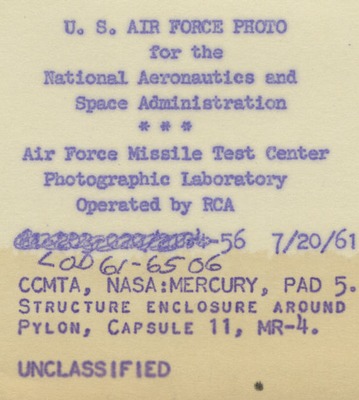 U. S. AIR FORCE PHOTO
for the
National Aeronautics and
Space Administration
* * *
Air Force Missile Test Center
Photographic Laboratory
Operated by RCA
-56 7/20/61
LOD 61-6506
CCMTA, NASA:MERCURY, PAD 5.
STRUCTURE ENCLOSURE AROUND
PYLON, CAPSULE 11, MR-4.
UNCLASSIFIED